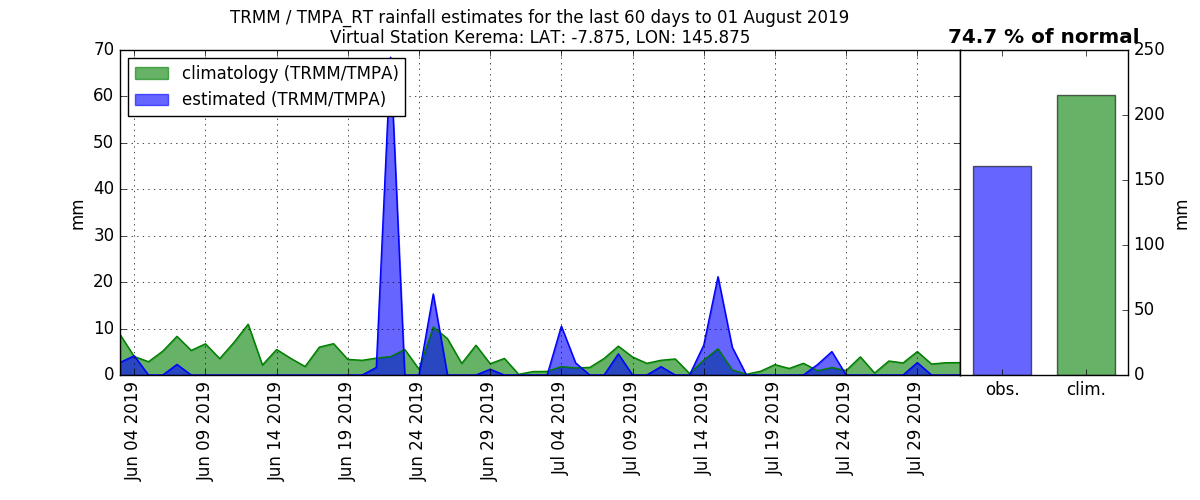 TRMM / TMPA_RT rainfall estimates for the last 60 days to 01 August 2019
Virtual Station Kerema: LAT: -7.875, LON: 145.875
74.7 % of normal
climatology (TRMM/TMPA)
estimated (TRMM/TMPA)
70
60
50
40
30
20
10
0
mm
Jun 04 2019
Jun 09 2019
Jun 14 2019
Jun 19 2019
Jun 24 2019
Jun 29 2019
Jul 04 2019
Jul 09 2019
Jul 14 2019
Jul 19 2019
Jul 24 2019
Jul 29 2019
250
200
150
100
50
0
mm
obs.
clim.